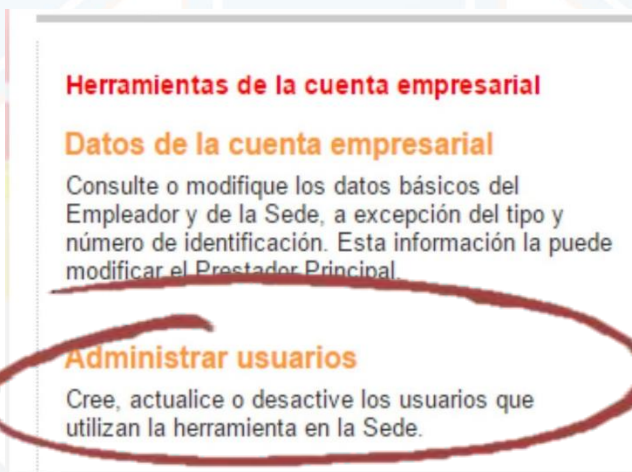 Herramientas de la cuenta empresarial
Datos de la cuenta empresarial
Consulte o modifique los datos básicos del
Empleador y de la Sede, a excepción del tipo y
número de identificación. Esta información la puede
modificar el Prestador Principal.
Administrar usuarios
Cree, actualice o desactive los usuarios que
utilizan la herramienta en la Sede.